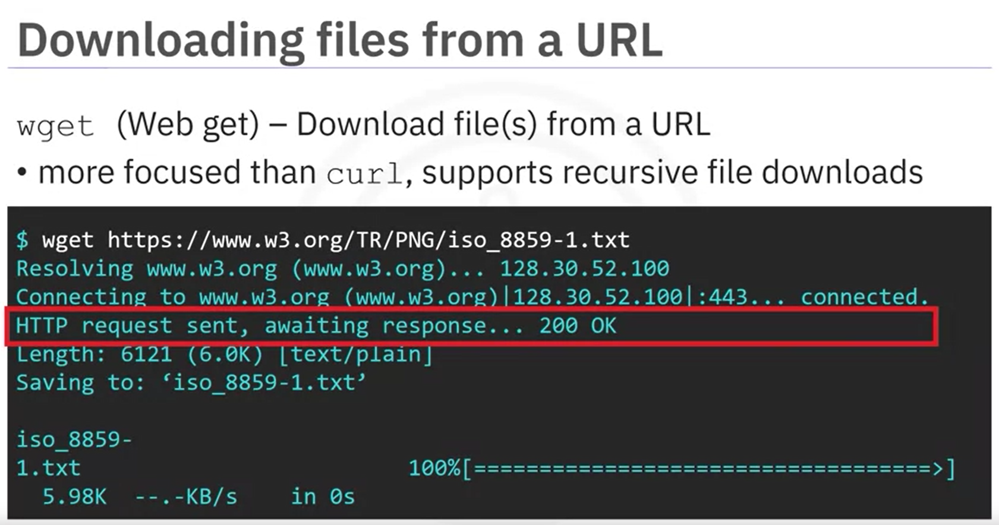 Downloading files from a URL
wget (Web get) – Download file(s) from a URL
• more focused than curl, supports recursive file downloads
$ wget https://www.w3.org/TR/PNG/iso_8859-1.txt
Resolving www.w3.org (www.w3.org)... 128.30.52.100
Connecting to www.w3.org (www.w3.org)|128.30.52.100|:443... connected.
HTTP request sent, awaiting response... 200 OK
Length: 6121 (6.0K) [text/plain]
Saving to: ‘iso_8859-1.txt’
iso_8859-
1.txt 100%[===================================>]
5.98K --.-KB/s in 0s